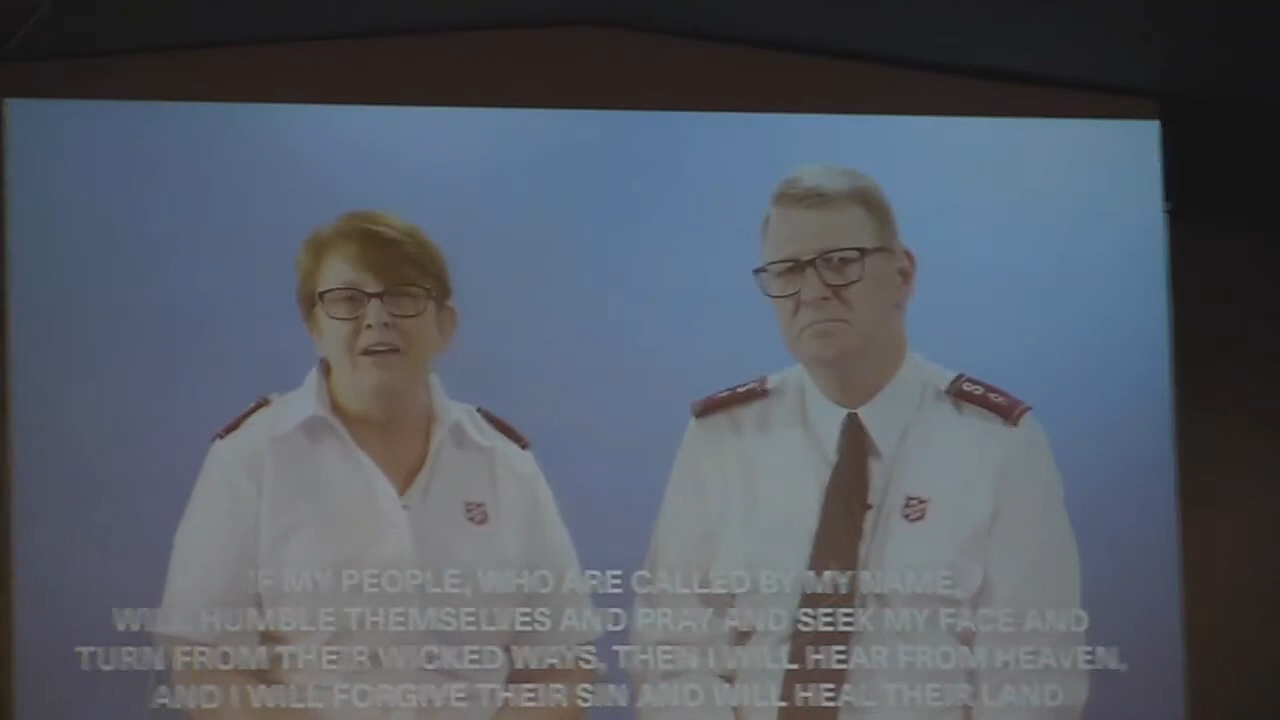 IF MY PEOPLE, WHO ARE CALLED BY MY NAME,
WILL HUMBLE THEMSELVES AND PRAY AND SEEK MY FACE AND
TURN FROM THEIR WICKED WAYS, THEN I WILL HEAR FROM HEAVEN,
AND I WILL FORGIVE THEIR SIN AND WILL HEAL THEIR LAND
S S